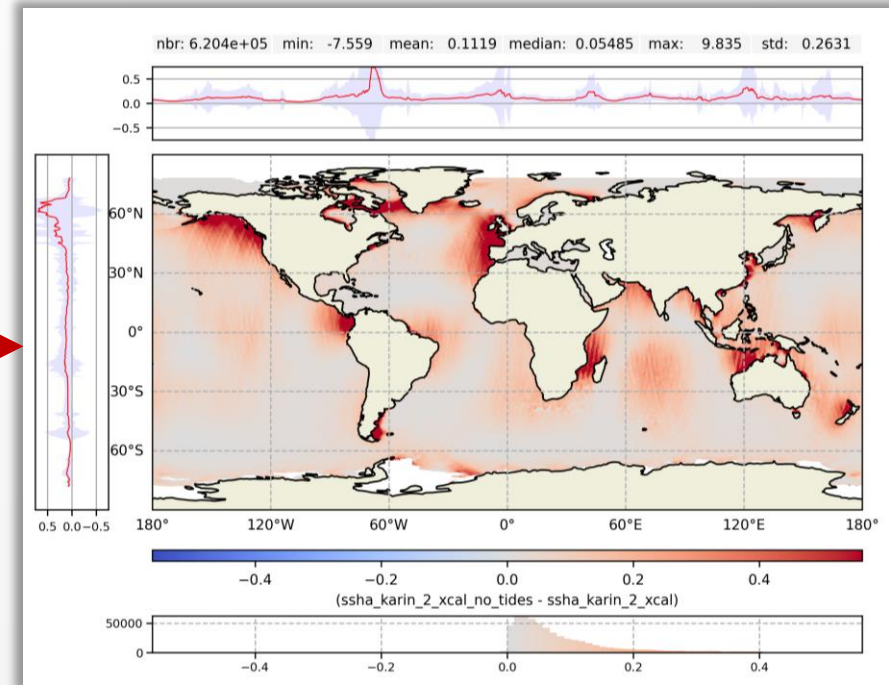 nbr: 6.204e+05 min: -7.559 mean: 0.1119 median: 0.05485 max: 9.835 std: 0.2631
0.5
0.0
−0.5
60°N
30°N
0°
30°S
60°S
0.5 0.0 −0.5
180° 120°W 60°W 0° 60°E 120°E 180°
−0.4 −0.2 0.0 0.2 0.4
(ssha_karin_2_xcal_no_tides - ssha_karin_2_xcal)
50000
0
−0.4 −0.2 0.0 0.2 0.4